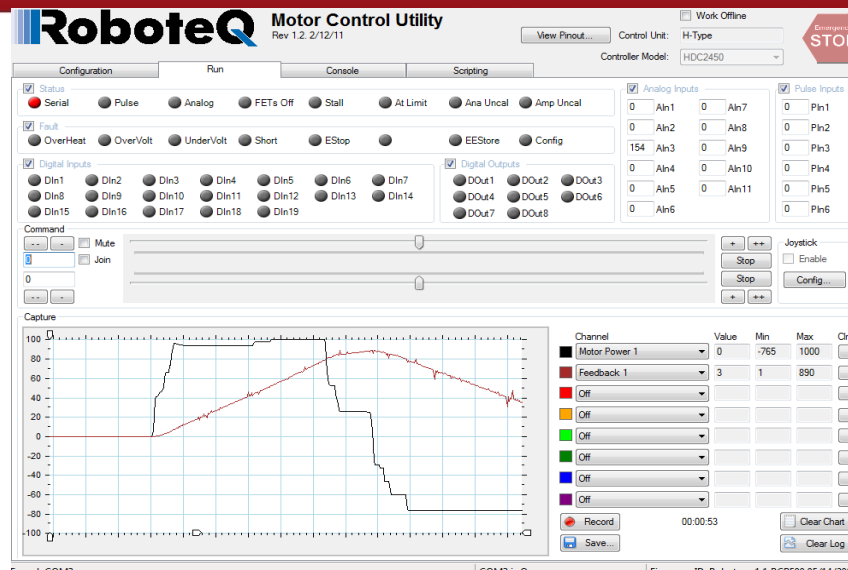 RoboteQ
Motor Control Utility
Rev 1.2. 2/12/11
View Pinout...
Work Offline
Control Unit: H-Type
Controller Model: HDC2450
Configuration Run Console Scripting
Status
Serial Pulse Analog FETs Off Stall At Limit Ana Uncal Amp Uncal
Fault
OverHeat OverVolt UnderVolt Short EStop EEStore Config
Digital Inputs
DIn1 DIn2 DIn3 DIn4 DIn5 DIn6 DIn7
DIn8 DIn9 DIn10 DIn11 DIn12 DIn13 DIn14
DIn15 DIn16 DIn17 DIn18 DIn19
Digital Outputs
DOut1 DOut2 DOut3
DOut4 DOut5 DOut6
DOut7 DOut8
Analog Inputs
0 AIn1 0 AIn7
0 AIn2 0 AIn8
154 AIn3 0 AIn9
0 AIn4 0 AIn10
0 AIn5 0 AIn11
0 AIn6
Pulse Inputs
0 PIn1
0 PIn2
0 PIn3
0 PIn4
0 PIn5
0 PIn6
Command
-- - Mute + ++
0 Join Stop
0 Stop
-- - + ++
Joystick
Enable
Config...
Capture
100
80
60
40
20
0
-20
-40
-60
-80
-100
Channel Value Min Max
Motor Power 1 0 -765 1000
Feedback 1 3 1 890
Off
Off
Off
Off
Off
Off
Record 00:00:53 Clear Chart
Save... Clear Log